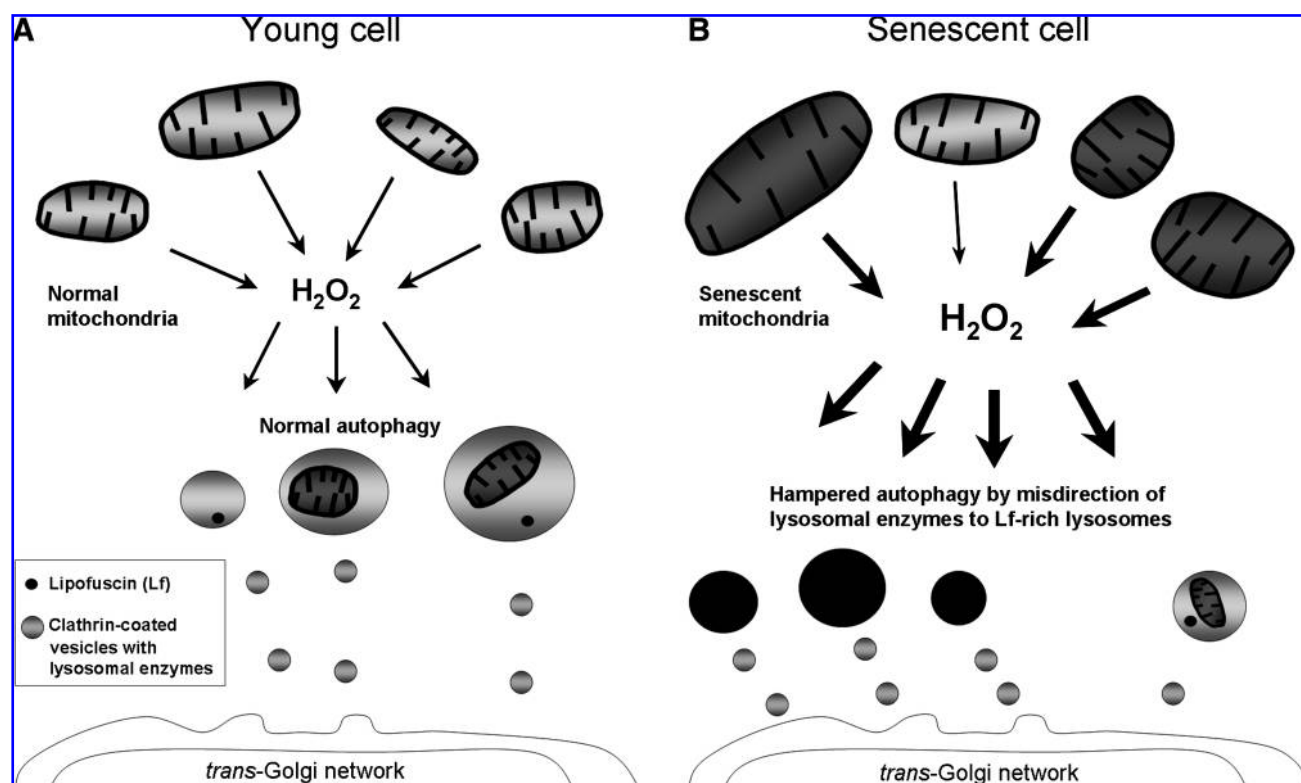 A Young cell
H₂O₂
Normal
mitochondria
Normal autophagy
Lipofuscin (Lf)
Clathrin-coated
vesicles with
lysosomal enzymes
trans-Golgi network
B Senescent cell
Senescent
mitochondria
H₂O₂
Hampered autophagy by misdirection of
lysosomal enzymes to Lf-rich lysosomes
trans-Golgi network